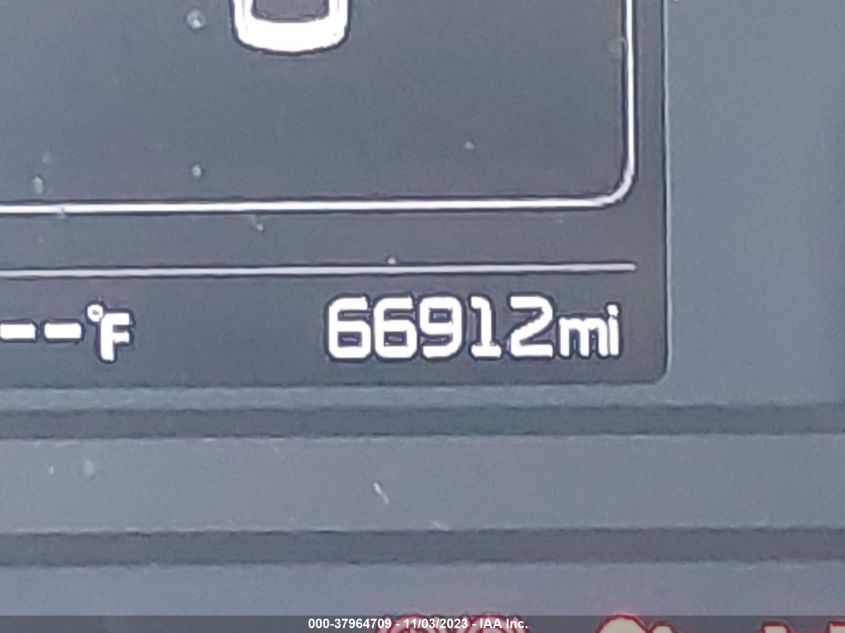 --°F 66912mi
000-37964709 - 11/03/2023 - IAA Inc.